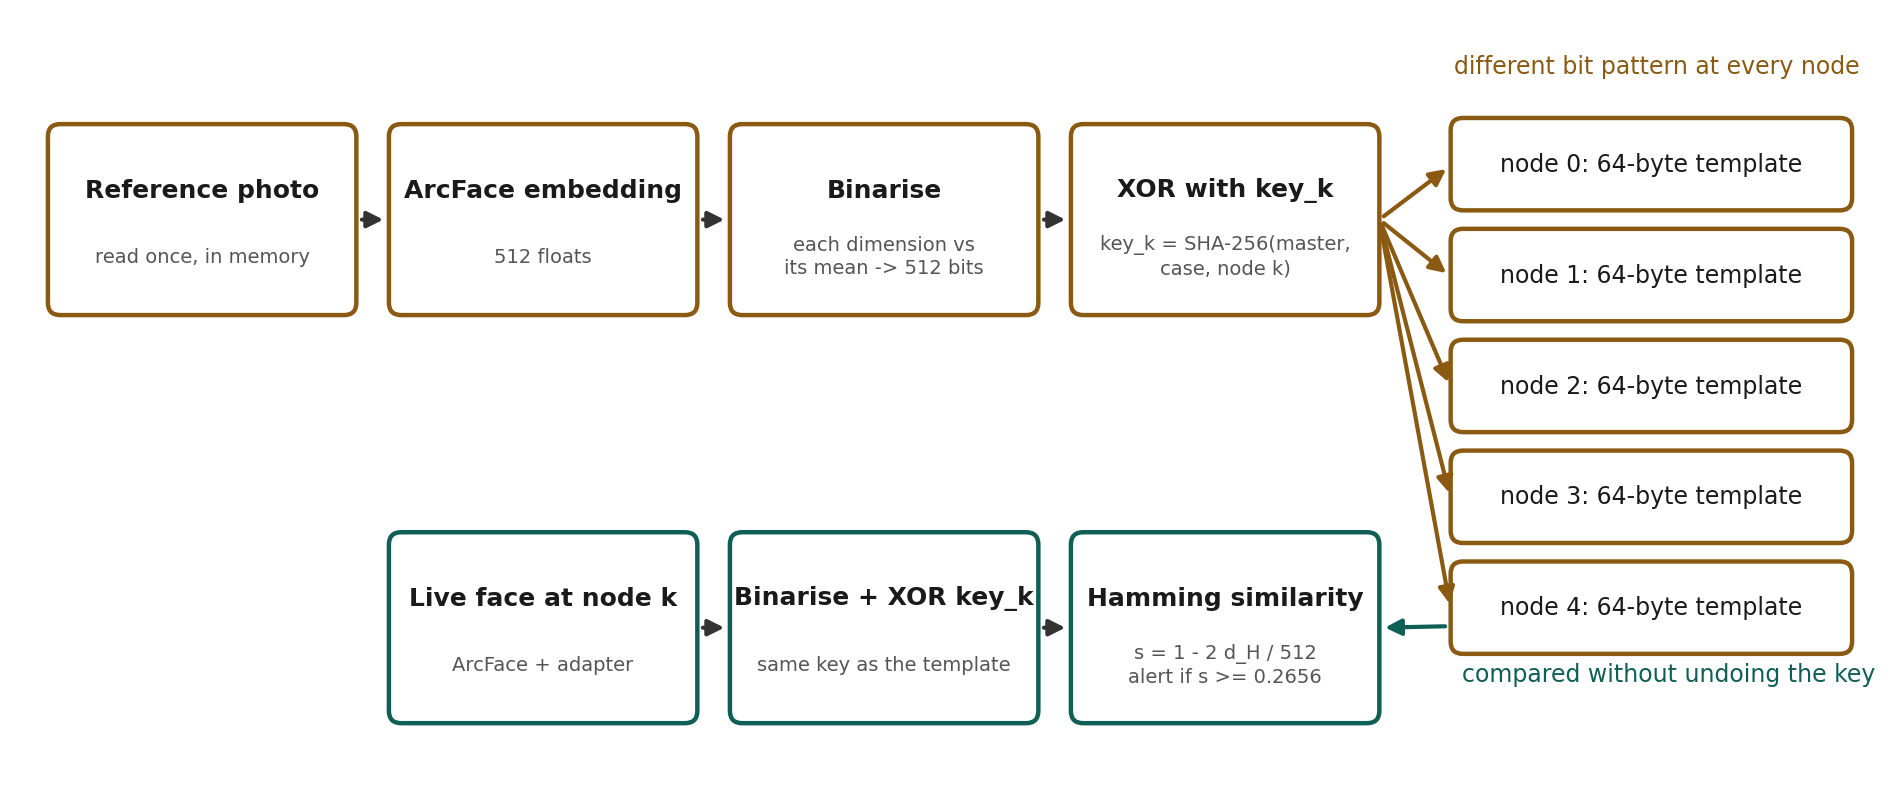 different bit pattern at every node
Reference photo
read once, in memory
ArcFace embedding
512 floats
Binarise
each dimension vs
its mean -> 512 bits
XOR with key_k
key_k = SHA-256(master,
case, node k)
node 0: 64-byte template
node 1: 64-byte template
node 2: 64-byte template
node 3: 64-byte template
node 4: 64-byte template
Live face at node k
ArcFace + adapter
Binarise + XOR key_k
same key as the template
Hamming similarity
s = 1 - 2 d_H / 512
alert if s >= 0.2656
compared without undoing the key